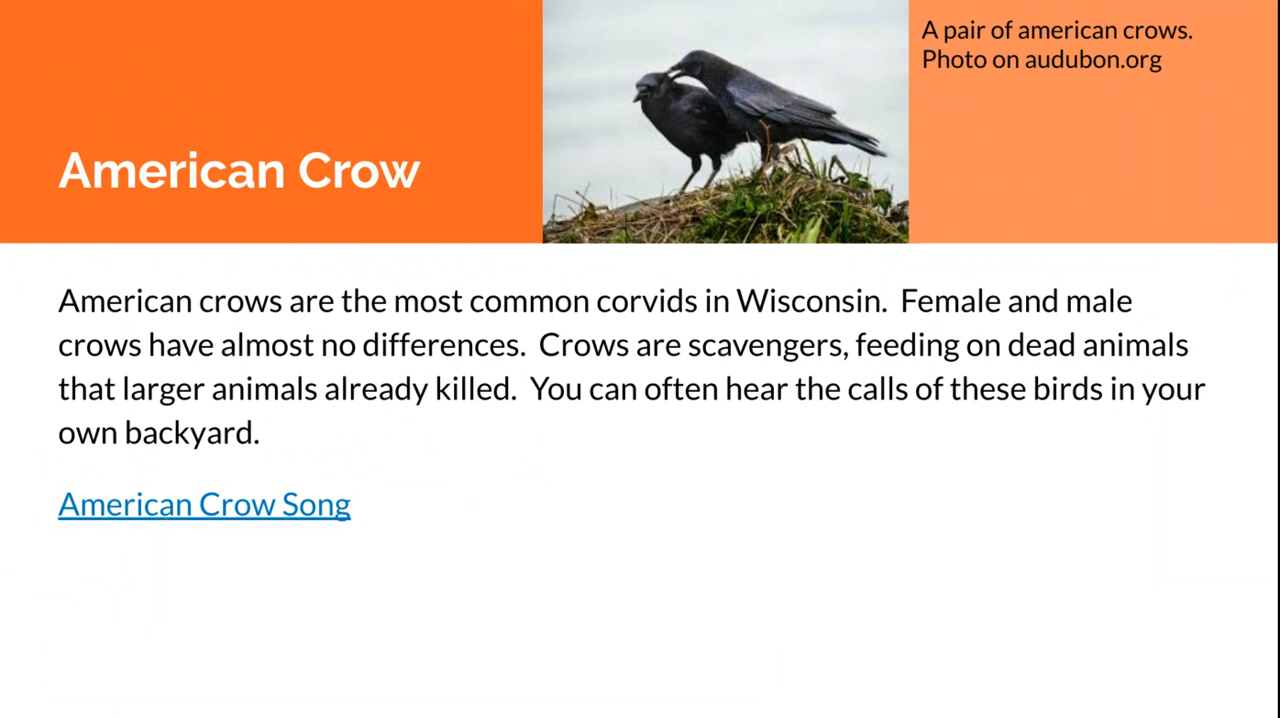 A pair of american crows.
Photo on audubon.org
American Crow
American crows are the most common corvids in Wisconsin.  Female and male
crows have almost no differences.  Crows are scavengers, feeding on dead animals
that larger animals already killed.  You can often hear the calls of these birds in your
own backyard.
American Crow Song